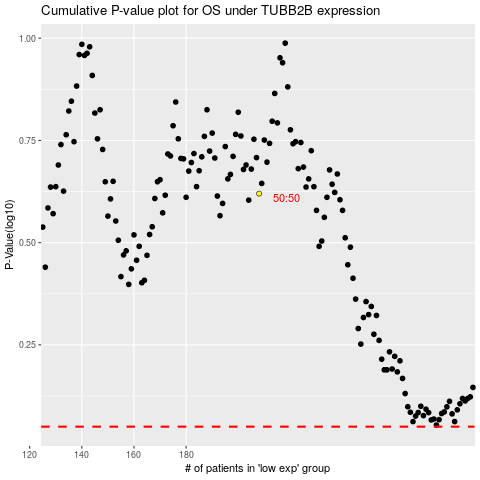 Cumulative P-value plot for OS under TUBB2B expression
P-Value(log10)
1.00
0.75
0.50
0.25
50:50
120 140 160 180
# of patients in 'low exp' group